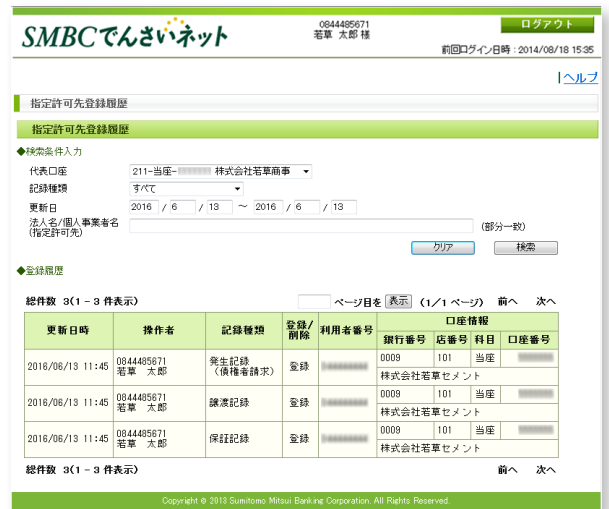 SMBCでんさいネット
0844485671
若草 太郎 様
ログアウト
前回ログイン日時：2014/08/18 15:35
ヘルプ
指定許可先登録履歴
指定許可先登録履歴
◆検索条件入力
代表口座 211-当座- 株式会社若草商事
記録種類 すべて
更新日 2016 / 6 / 13 ～ 2016 / 6 / 13
法人名/個人事業者名
(指定許可先)
(部分一致)
クリア 検索
◆登録履歴
総件数 3(1 - 3 件表示) ページ目を 表示 (1/1 ページ) 前へ 次へ
更新日時 操作者 記録種類 登録/削除 利用者番号 口座情報
銀行番号 店番号 科目 口座番号
2016/06/13 11:45 0844485671 若草 太郎 発生記録(債権者請求) 登録 0009 101 当座
株式会社若草セメント
2016/06/13 11:45 0844485671 若草 太郎 譲渡記録 登録 0009 101 当座
株式会社若草セメント
2016/06/13 11:45 0844485671 若草 太郎 保証記録 登録 0009 101 当座
株式会社若草セメント
総件数 3(1 - 3 件表示) 前へ 次へ
Copyright © 2013 Sumitomo Mitsui Banking Corporation. All Rights Reserved.